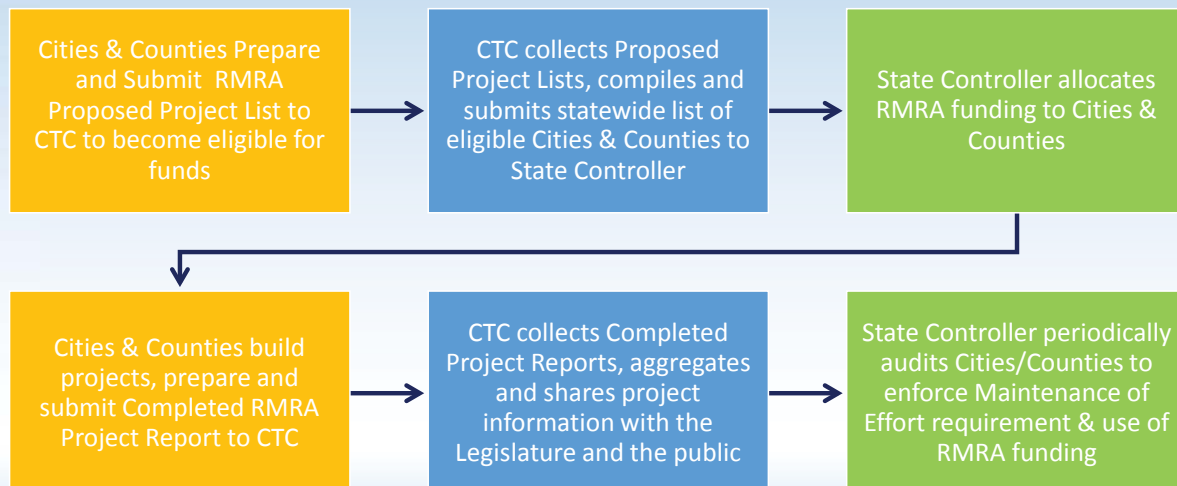 Cities & Counties Prepare
and Submit RMRA
Proposed Project List to
CTC to become eligible for
funds
CTC collects Proposed
Project Lists, compiles and
submits statewide list of
eligible Cities & Counties to
State Controller
State Controller allocates
RMRA funding to Cities &
Counties
Cities & Counties build
projects, prepare and
submit Completed RMRA
Project Report to CTC
CTC collects Completed
Project Reports, aggregates
and shares project
information with the
Legislature and the public
State Controller periodically
audits Cities/Counties to
enforce Maintenance of
Effort requirement & use of
RMRA funding